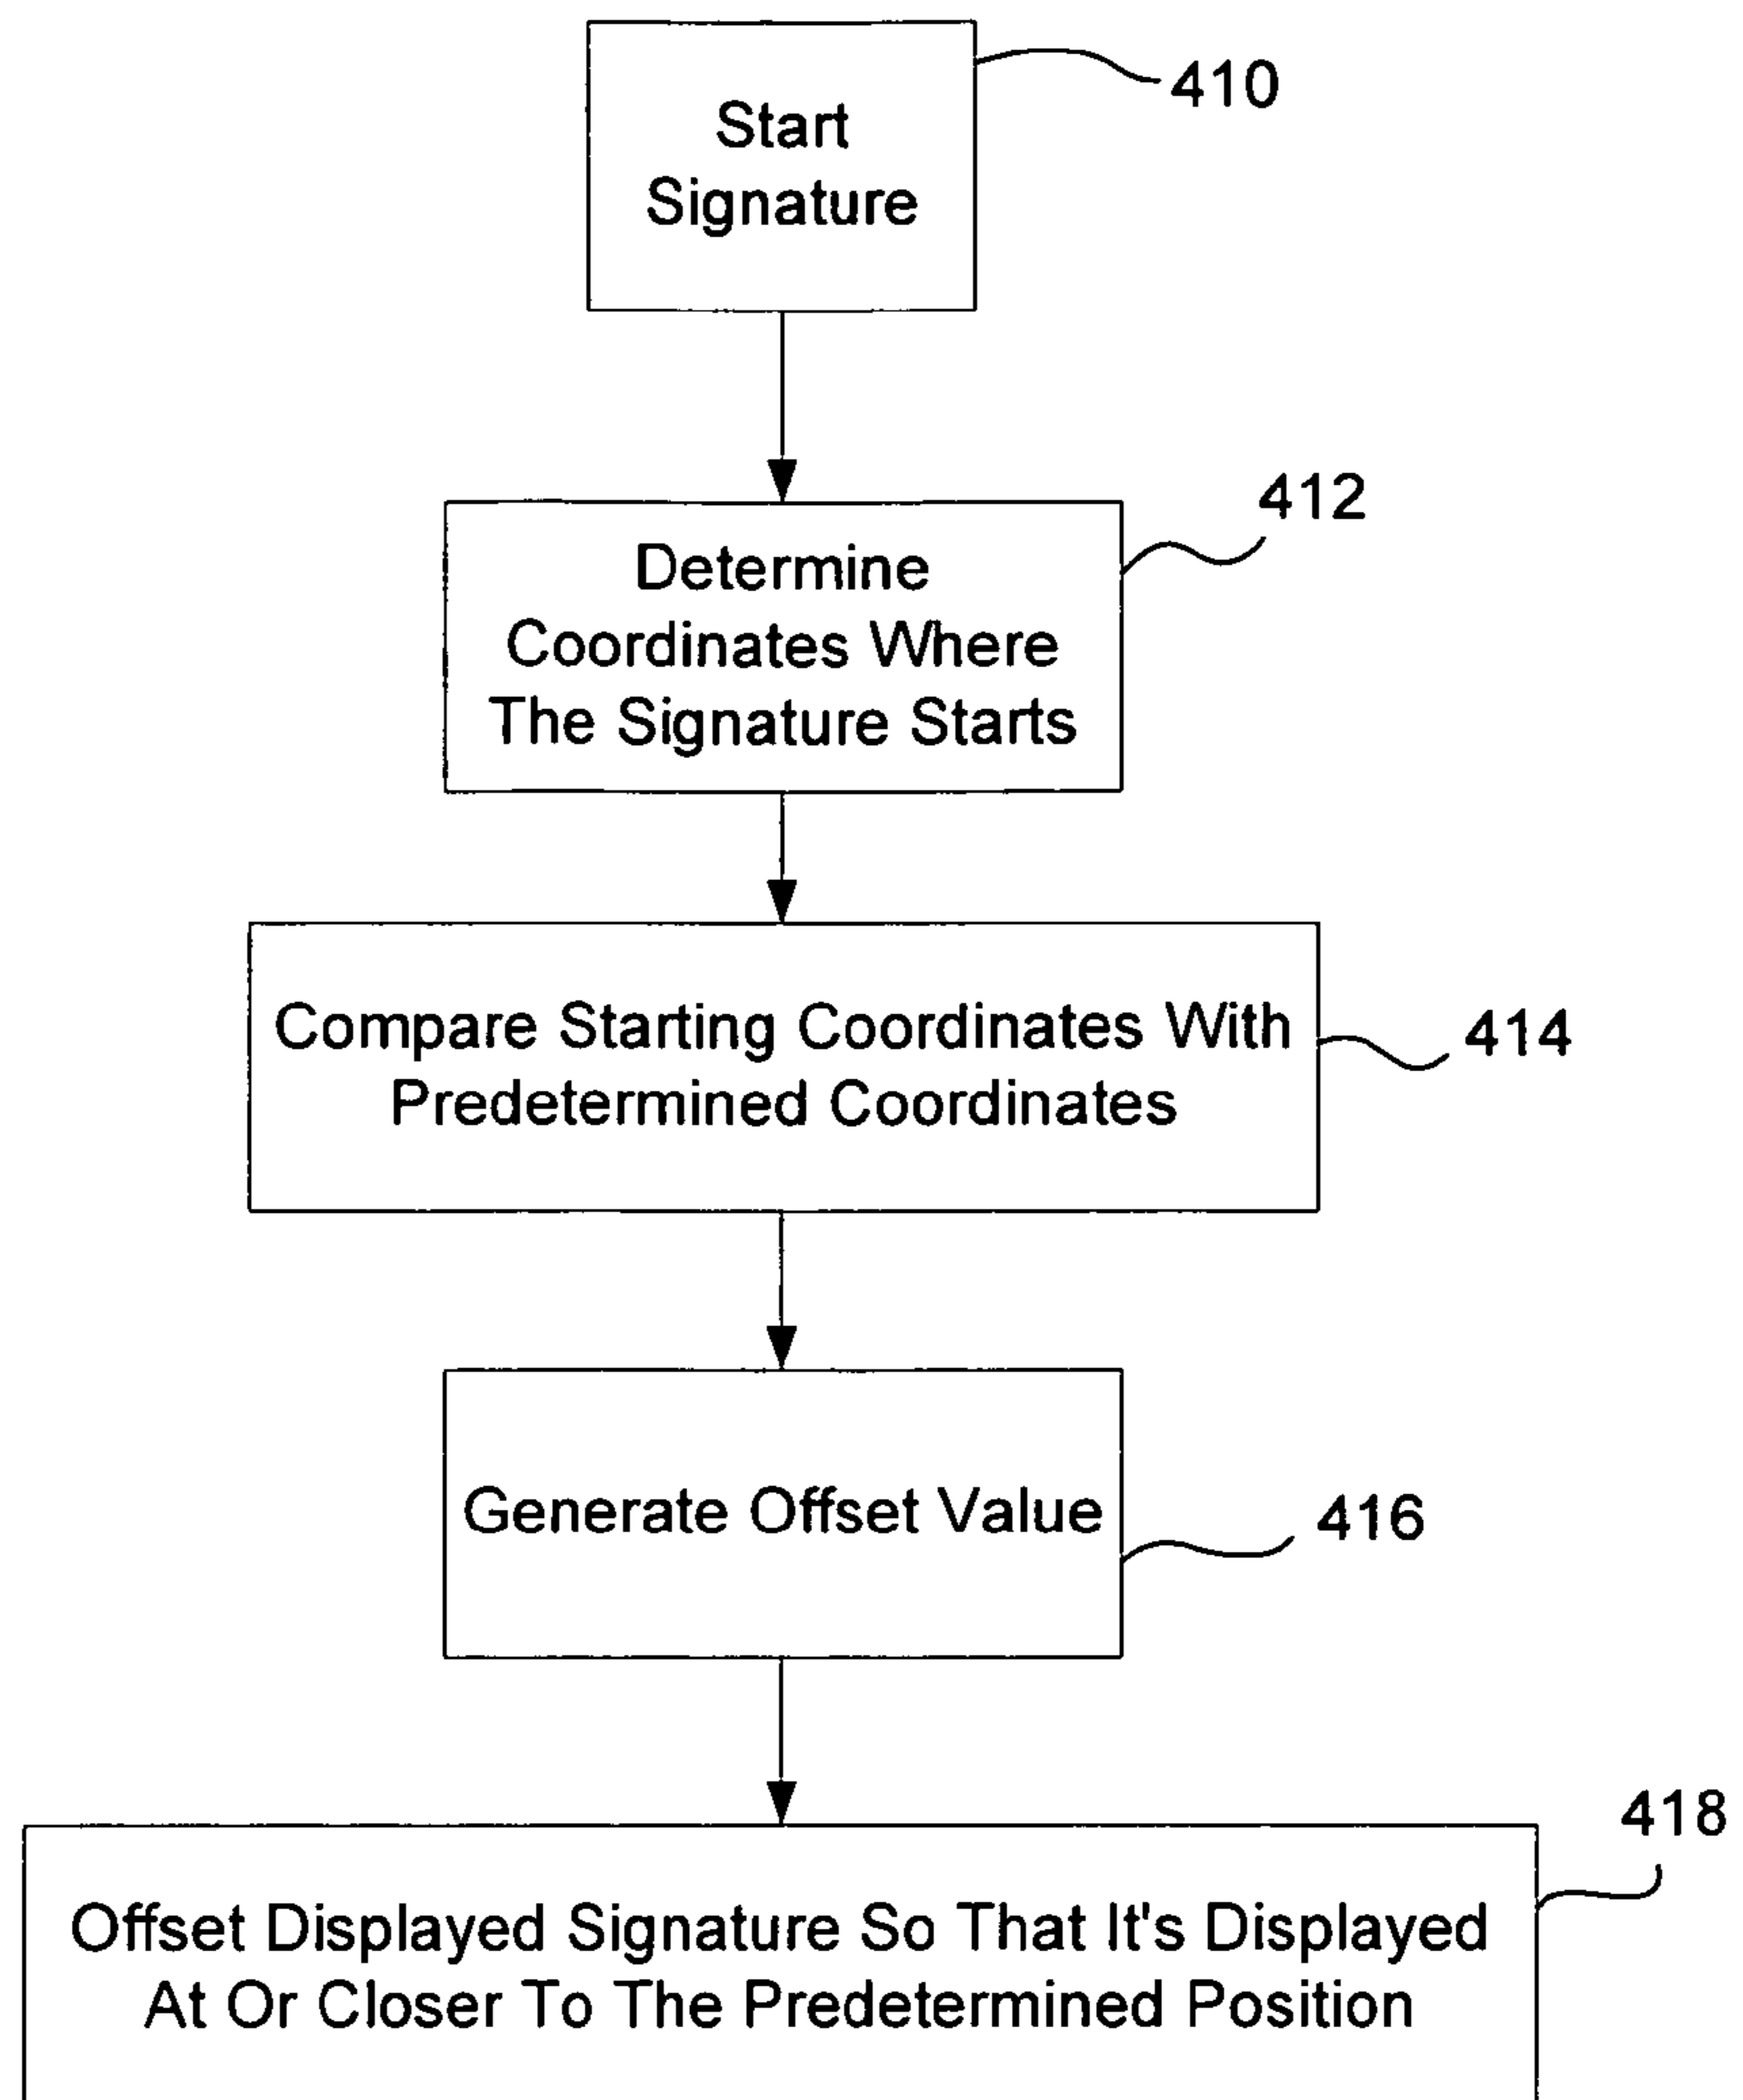 Start
Signature
410
Determine
Coordinates Where
The Signature Starts
412
Compare Starting Coordinates With
Predetermined Coordinates
414
Generate Offset Value
416
Offset Displayed Signature So That It's Displayed
At Or Closer To The Predetermined Position
418